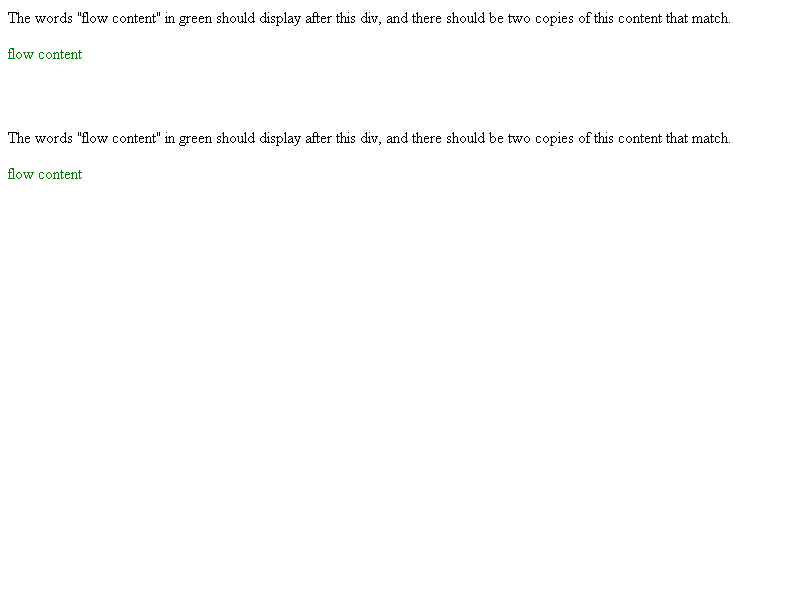 The words "flow content" in green should display after this div, and there should be two copies of this content that match.
flow content
The words "flow content" in green should display after this div, and there should be two copies of this content that match.
flow content